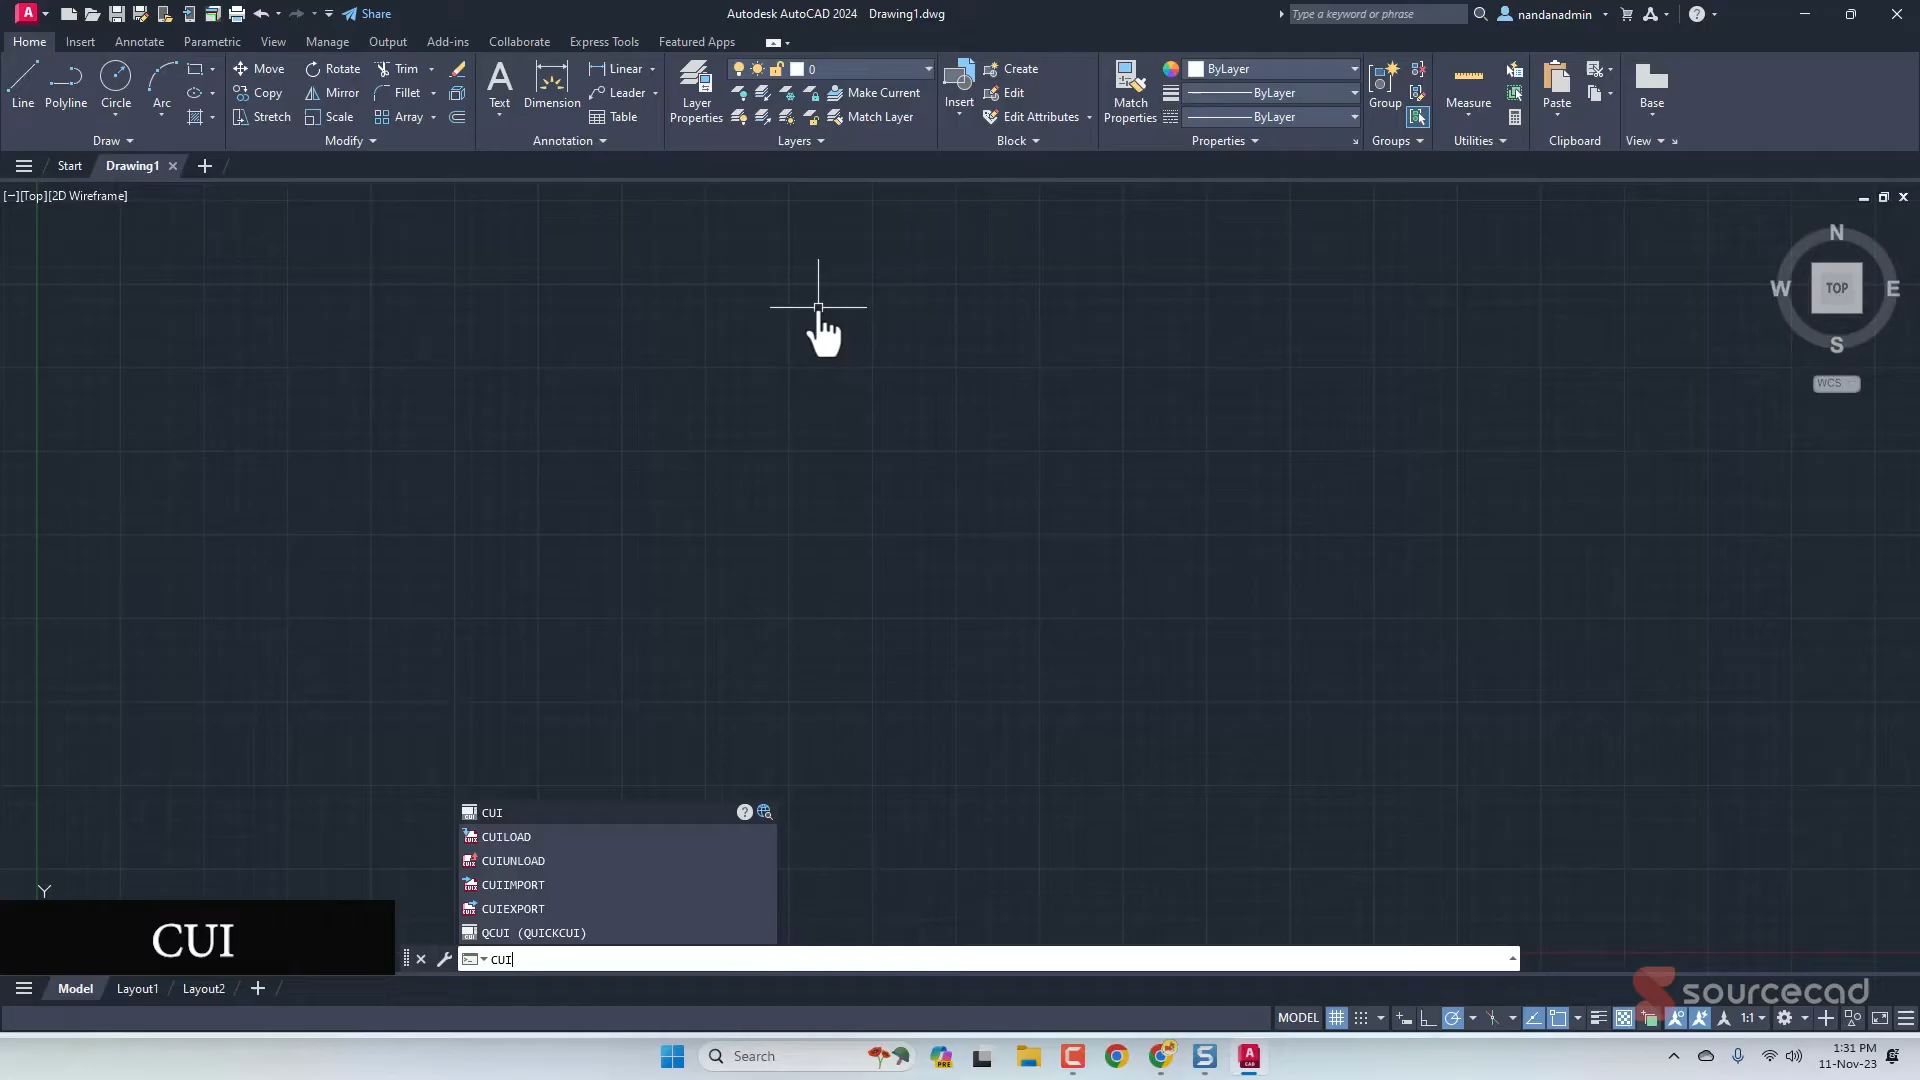 Share
Autodesk AutoCAD 2024 Drawing1.dwg
Type a keyword or phrase
nandanadmin
Home Insert Annotate Parametric View Manage Output Add-ins Collaborate Express Tools Featured Apps
Line Polyline Circle Arc
Draw
Move Rotate Trim
Copy Mirror Fillet
Stretch Scale Array
Modify
Text Dimension
Linear
Leader
Table
Annotation
Layer Properties
0
Make Current
Match Layer
Layers
Insert
Create
Edit
Edit Attributes
Block
Match Properties
ByLayer
ByLayer
ByLayer
Properties
Group
Groups
Measure
Utilities
Paste
Clipboard
Base
View
Start Drawing1
[−][Top][2D Wireframe]
N
W TOP E
S
WCS
CUI
CUILOAD
CUIUNLOAD
CUIIMPORT
CUIEXPORT
QCUI (QUICKCUI)
Y
CUI
CUI
Model Layout1 Layout2
sourcecad
MODEL
1:1
Search
PRE
CAD
1:31 PM
11-Nov-23